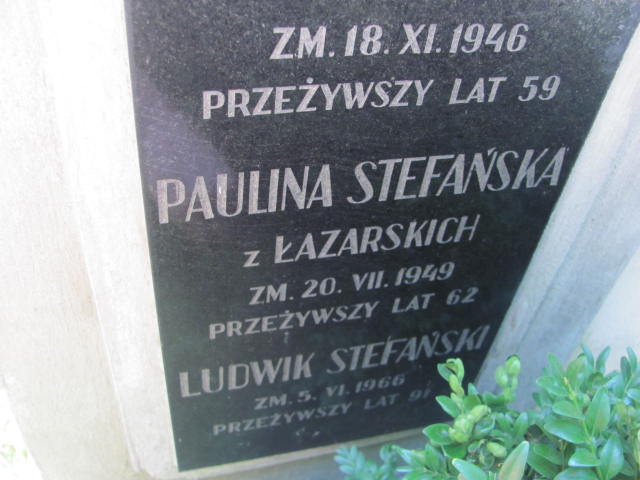 ZM. 18. XI. 1946
PRZEŻYWSZY LAT 59
PAULINA STEFAŃSKA
z ŁAZARSKICH
ZM. 20. VII. 1949
PRZEŻYWSZY LAT 62
LUDWIK STEFAŃSKI
ZM. 5. VI. 1966
PRZEŻYWSZY LAT 91